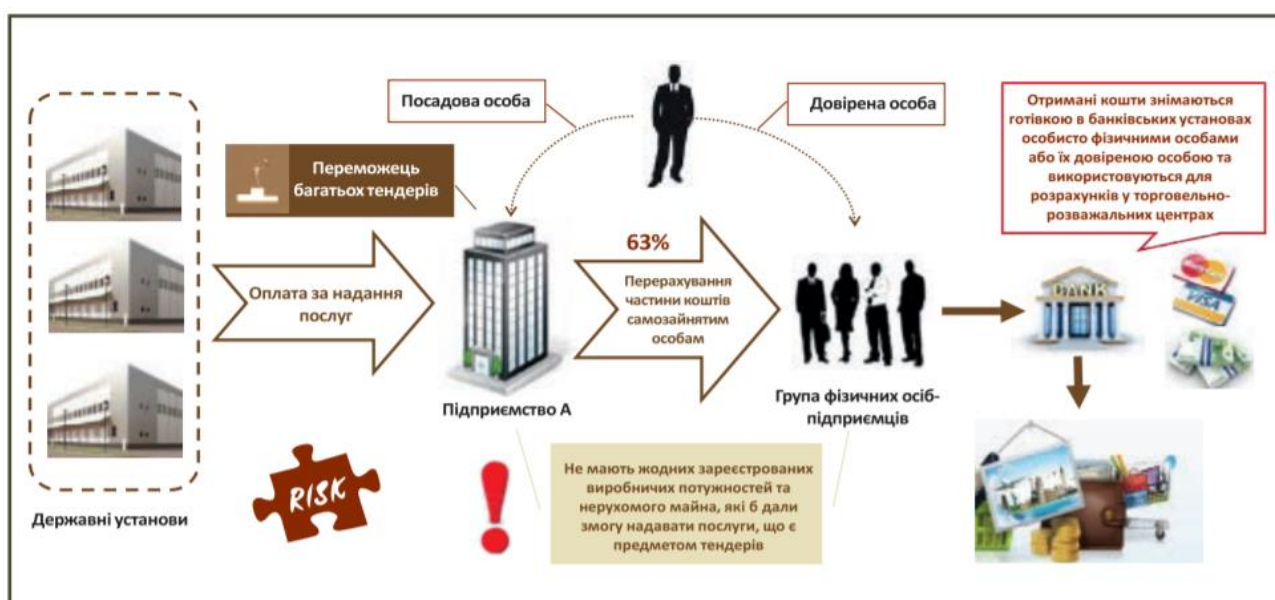 Посадова особа
Довірена особа
Отримані кошти знімаються
готівкою в банківських установах
особисто фізичними особами
або їх довіреною особою та
використовуються для
розрахунків у торговельно-
розважальних центрах
Переможець
багатьох тендерів
63%
Оплата за надання
послуг
Перерахування
частини коштів
самозайнятим
особам
BANK
MasterCard
VISA
Підприємство А
Група фізичних осіб-
підприємців
Державні установи
RISK
Не мають жодних зареєстрованих
виробничих потужностей та
нерухомого майна, які б дали
змогу надавати послуги, що є
предметом тендерів